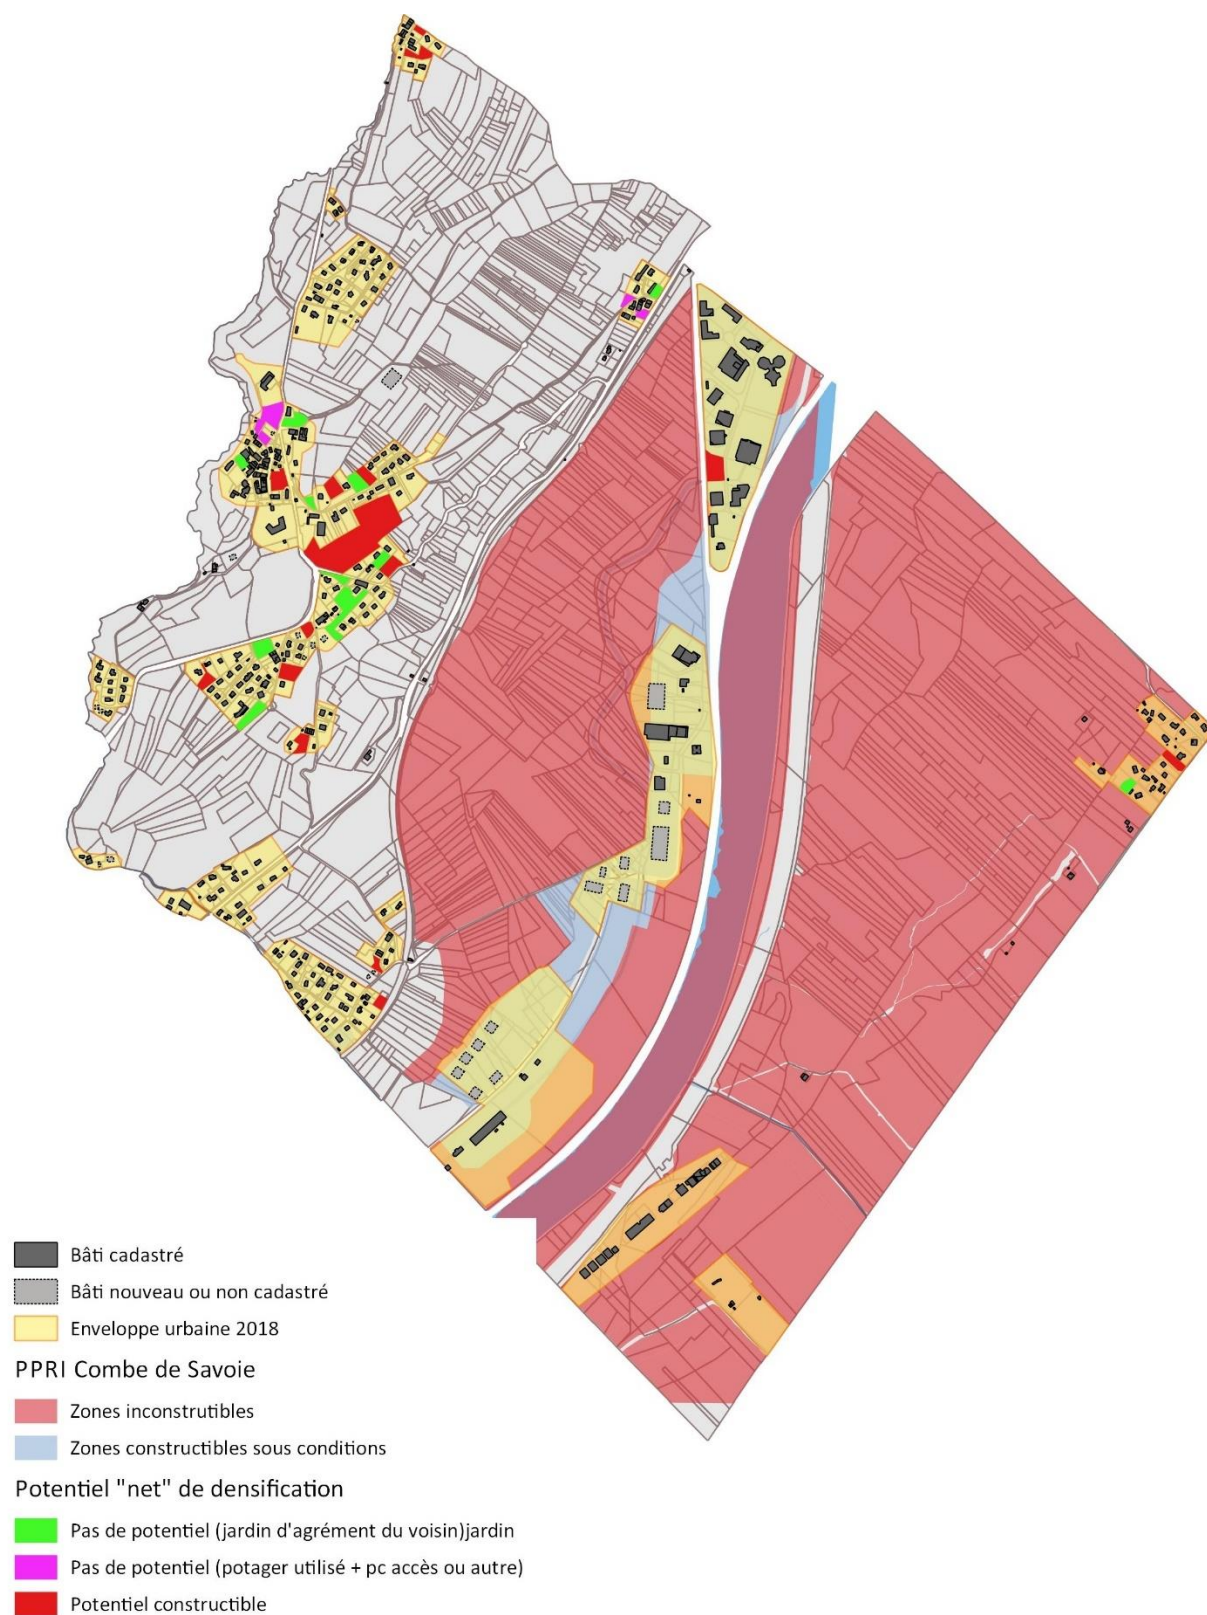 Bâti cadastré
Bâti nouveau ou non cadastré
Enveloppe urbaine 2018
PPRI Combe de Savoie
Zones inconstrutibles
Zones constructibles sous conditions
Potentiel "net" de densification
Pas de potentiel (jardin d'agrément du voisin)jardin
Pas de potentiel (potager utilisé + pc accès ou autre)
Potentiel constructible